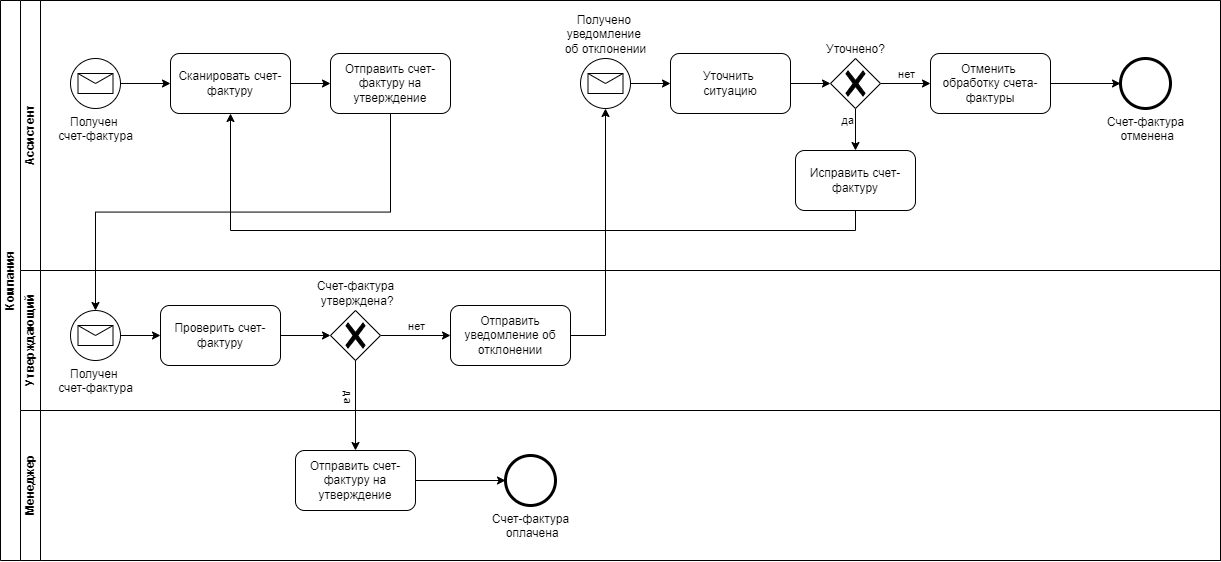 Компания
Ассистент
Получен
счет-фактура
Сканировать счет-
фактуру
Отправить счет-
фактуру на
утверждение
Получено
уведомление
об отклонении
Уточнить
ситуацию
Уточнено?
нет
да
Отменить
обработку счета-
фактуры
Счет-фактура
отменена
Исправить счет-
фактуру
Утверждающий
Получен
счет-фактура
Проверить счет-
фактуру
Счет-фактура
утверждена?
нет
да
Отправить
уведомление об
отклонении
Менеджер
Отправить счет-
фактуру на
утверждение
Счет-фактура
оплачена